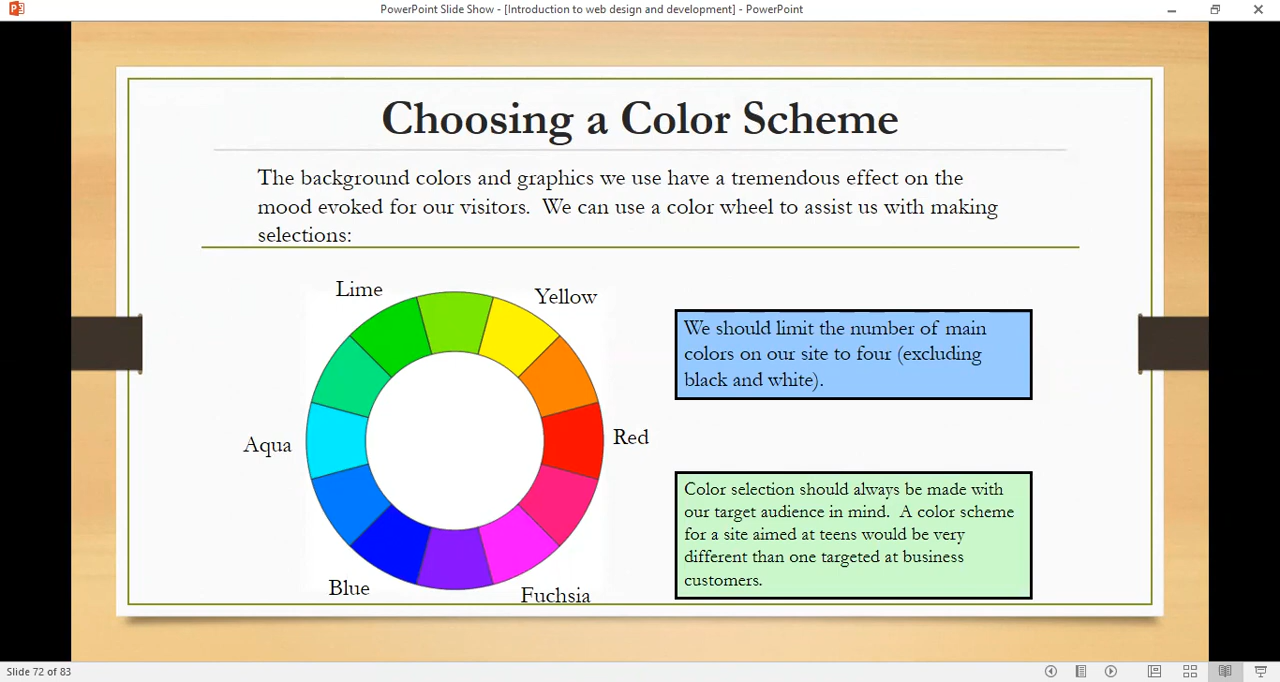 PowerPoint Slide Show - [Introduction to web design and development] - PowerPoint
Choosing a Color Scheme
The background colors and graphics we use have a tremendous effect on the
mood evoked for our visitors.  We can use a color wheel to assist us with making
selections:
Lime
Yellow
Aqua
Red
Blue
Fuchsia
We should limit the number of main
colors on our site to four (excluding
black and white).
Color selection should always be made with
our target audience in mind.  A color scheme
for a site aimed at teens would be very
different than one targeted at business
customers.
Slide 72 of 83